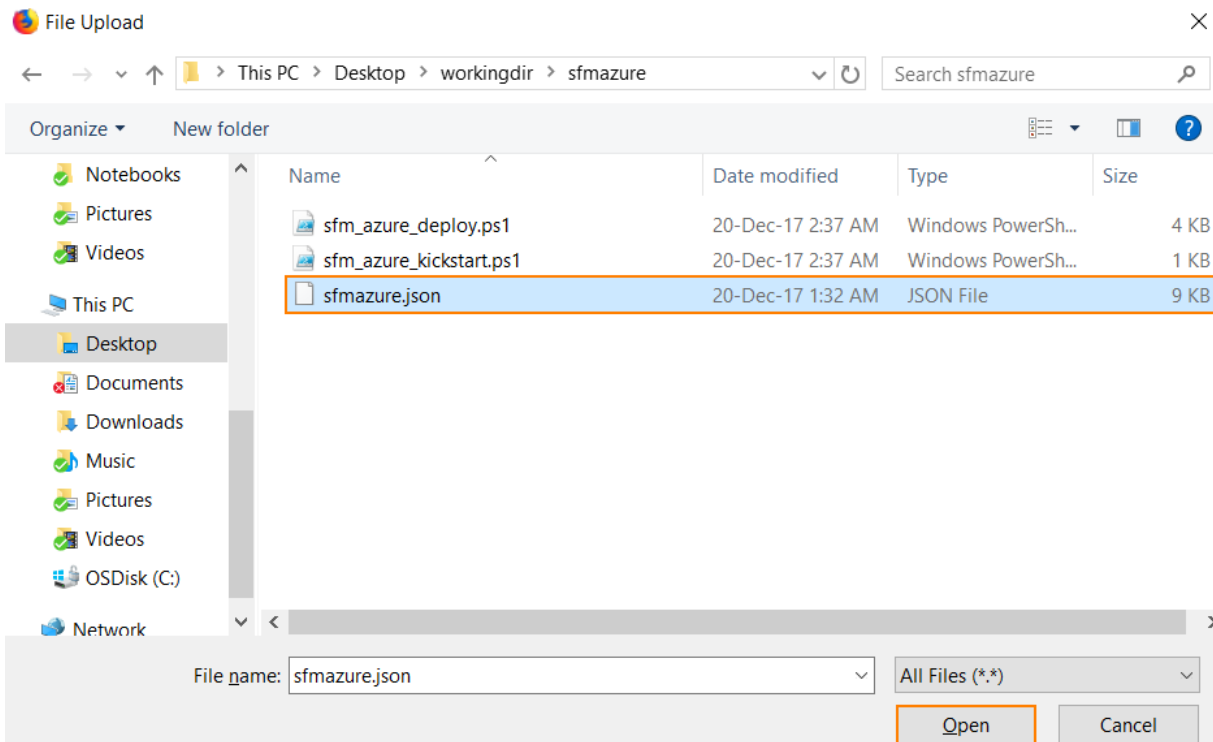 File Upload
This PC > Desktop > workingdir > sfmazure
Search sfmazure
Organize
New folder
?
Notebooks
Pictures
Videos
This PC
Desktop
Documents
Downloads
Music
Pictures
Videos
OSDisk (C:)
Network
Name Date modified Type Size
sfm_azure_deploy.ps1 20-Dec-17 2:37 AM Windows PowerSh... 4 KB
sfm_azure_kickstart.ps1 20-Dec-17 2:37 AM Windows PowerSh... 1 KB
sfmazure.json 20-Dec-17 1:32 AM JSON File 9 KB
File name: sfmazure.json
All Files (*.*)
Open
Cancel